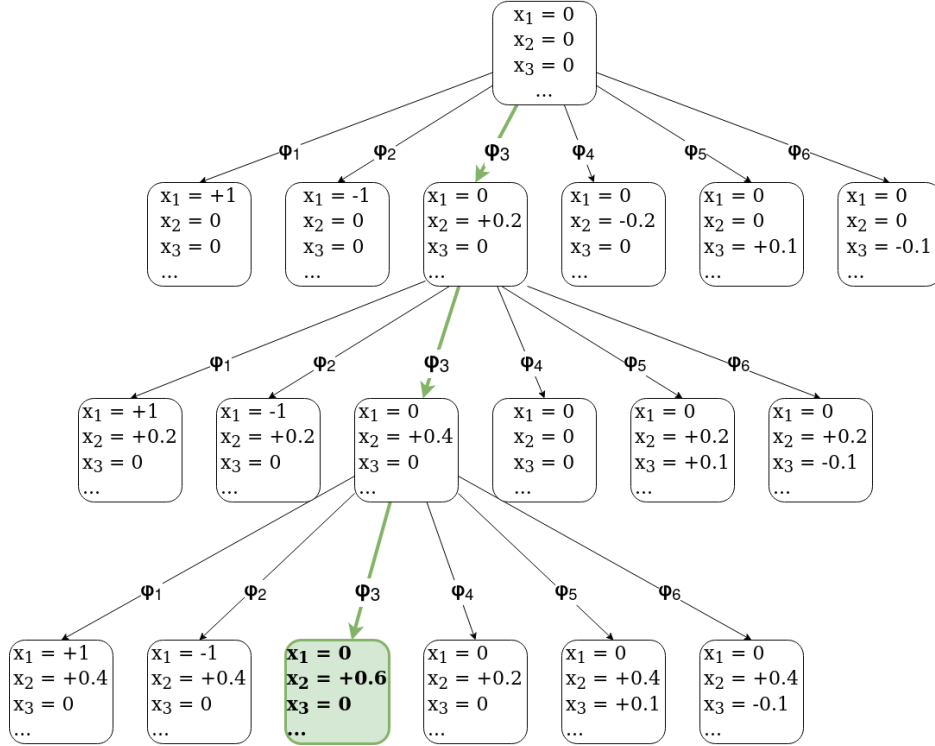 x₁ = 0
x₂ = 0
x₃ = 0
...
φ₁ φ₂ φ₃ φ₄ φ₅ φ₆
x₁ = +1
x₂ = 0
x₃ = 0
...
x₁ = -1
x₂ = 0
x₃ = 0
...
x₁ = 0
x₂ = +0.2
x₃ = 0
...
x₁ = 0
x₂ = -0.2
x₃ = 0
...
x₁ = 0
x₂ = 0
x₃ = +0.1
...
x₁ = 0
x₂ = 0
x₃ = -0.1
...
φ₁ φ₂ φ₃ φ₄ φ₅ φ₆
x₁ = +1
x₂ = +0.2
x₃ = 0
...
x₁ = -1
x₂ = +0.2
x₃ = 0
...
x₁ = 0
x₂ = +0.4
x₃ = 0
...
x₁ = 0
x₂ = 0
x₃ = 0
...
x₁ = 0
x₂ = +0.2
x₃ = +0.1
...
x₁ = 0
x₂ = +0.2
x₃ = -0.1
...
φ₁ φ₂ φ₃ φ₄ φ₅ φ₆
x₁ = +1
x₂ = +0.4
x₃ = 0
...
x₁ = -1
x₂ = +0.4
x₃ = 0
...
x₁ = 0
x₂ = +0.6
x₃ = 0
...
x₁ = 0
x₂ = +0.2
x₃ = 0
...
x₁ = 0
x₂ = +0.4
x₃ = +0.1
...
x₁ = 0
x₂ = +0.4
x₃ = -0.1
...